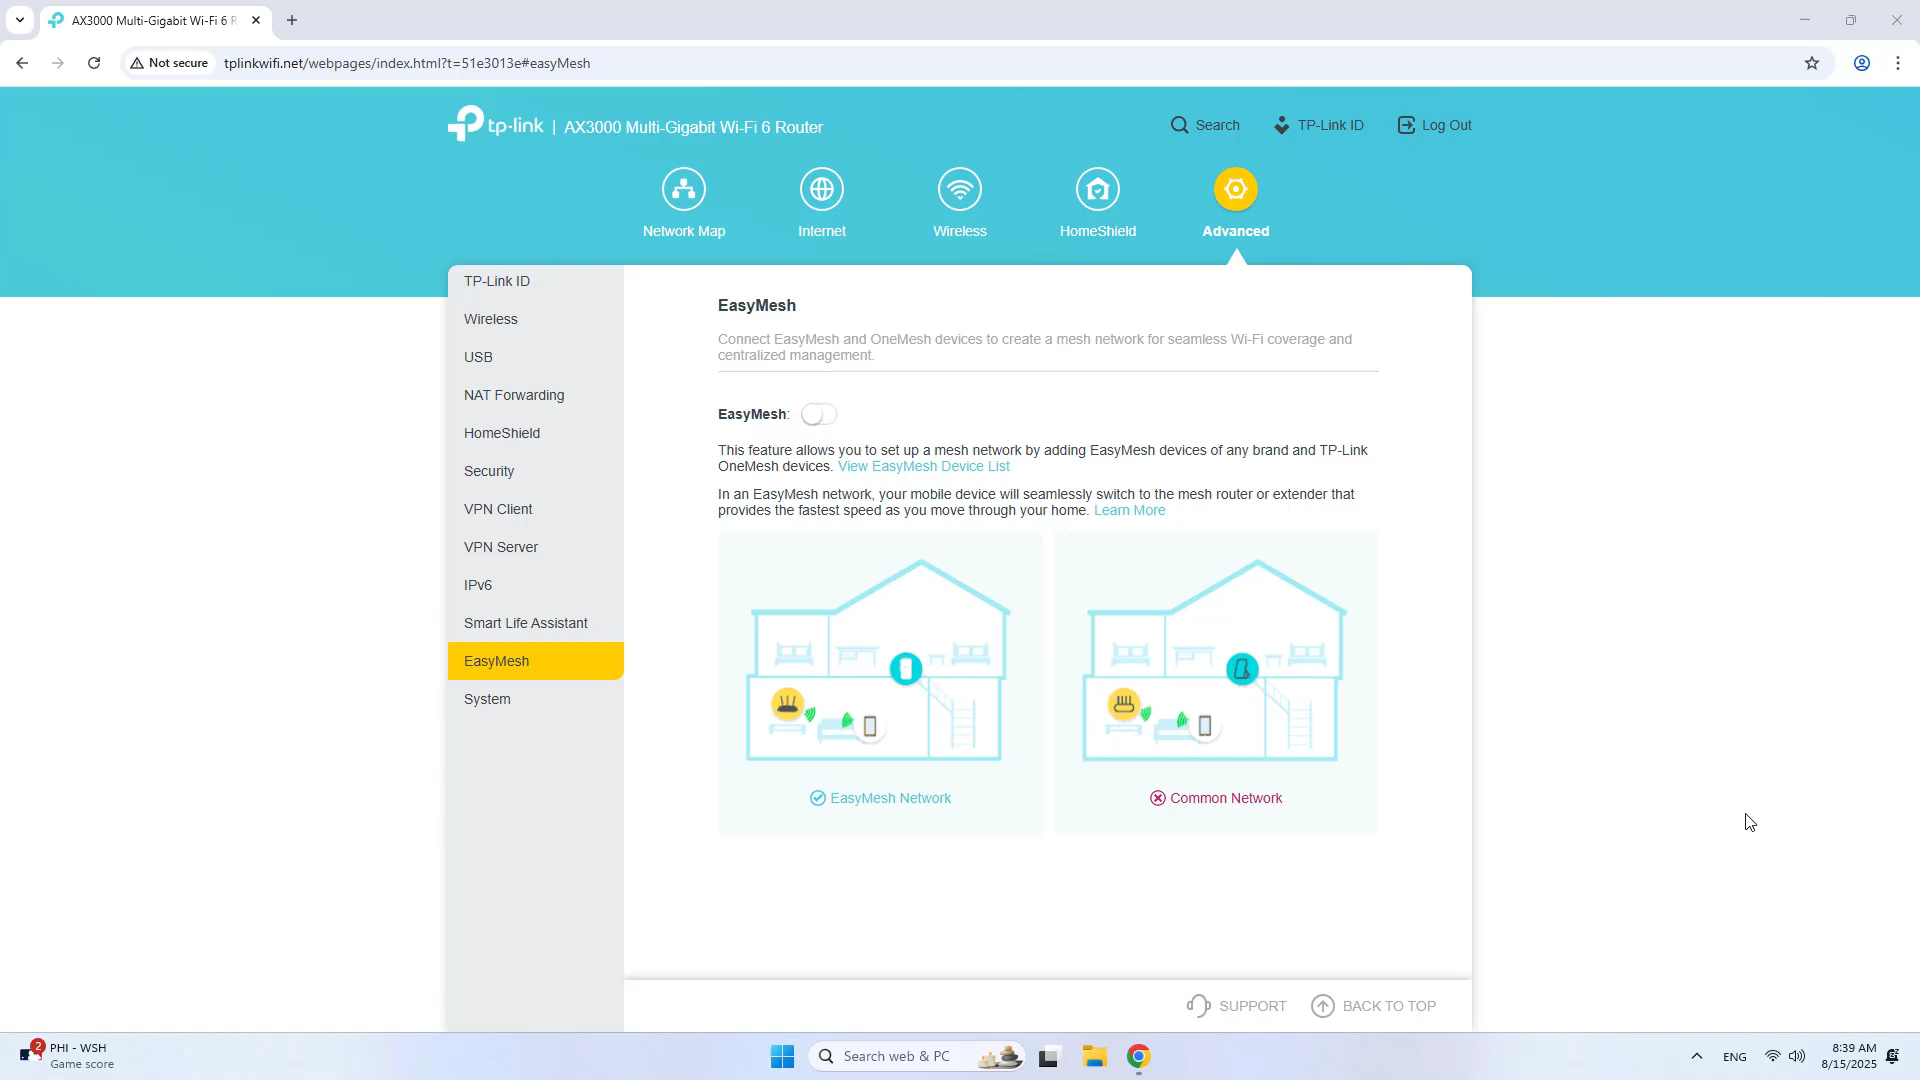 AX3000 Multi-Gigabit Wi-Fi 6 R
Not secure
tplinkwifi.net/webpages/index.html?t=51e3013e#easyMesh
tp-link | AX3000 Multi-Gigabit Wi-Fi 6 Router
Search
TP-Link ID
Log Out
Network Map
Internet
Wireless
HomeShield
Advanced
TP-Link ID
Wireless
USB
NAT Forwarding
HomeShield
Security
VPN Client
VPN Server
IPv6
Smart Life Assistant
EasyMesh
System
EasyMesh
Connect EasyMesh and OneMesh devices to create a mesh network for seamless Wi-Fi coverage and
centralized management.
EasyMesh:
This feature allows you to set up a mesh network by adding EasyMesh devices of any brand and TP-Link
OneMesh devices. View EasyMesh Device List
In an EasyMesh network, your mobile device will seamlessly switch to the mesh router or extender that
provides the fastest speed as you move through your home. Learn More
EasyMesh Network
Common Network
SUPPORT
BACK TO TOP
2
PHI - WSH
Game score
Search web & PC
ENG
8:39 AM
8/15/2025